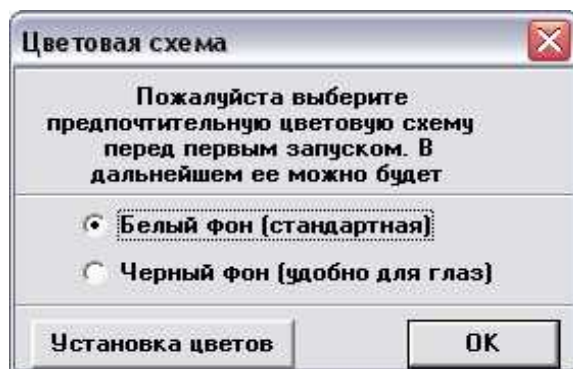 Цветовая схема
Пожалуйста выберите
предпочтительную цветовую схему
перед первым запуском. В
дальнейшем ее можно будет
Белый фон (стандартная)
Черный фон (удобно для глаз)
Установка цветов
OK